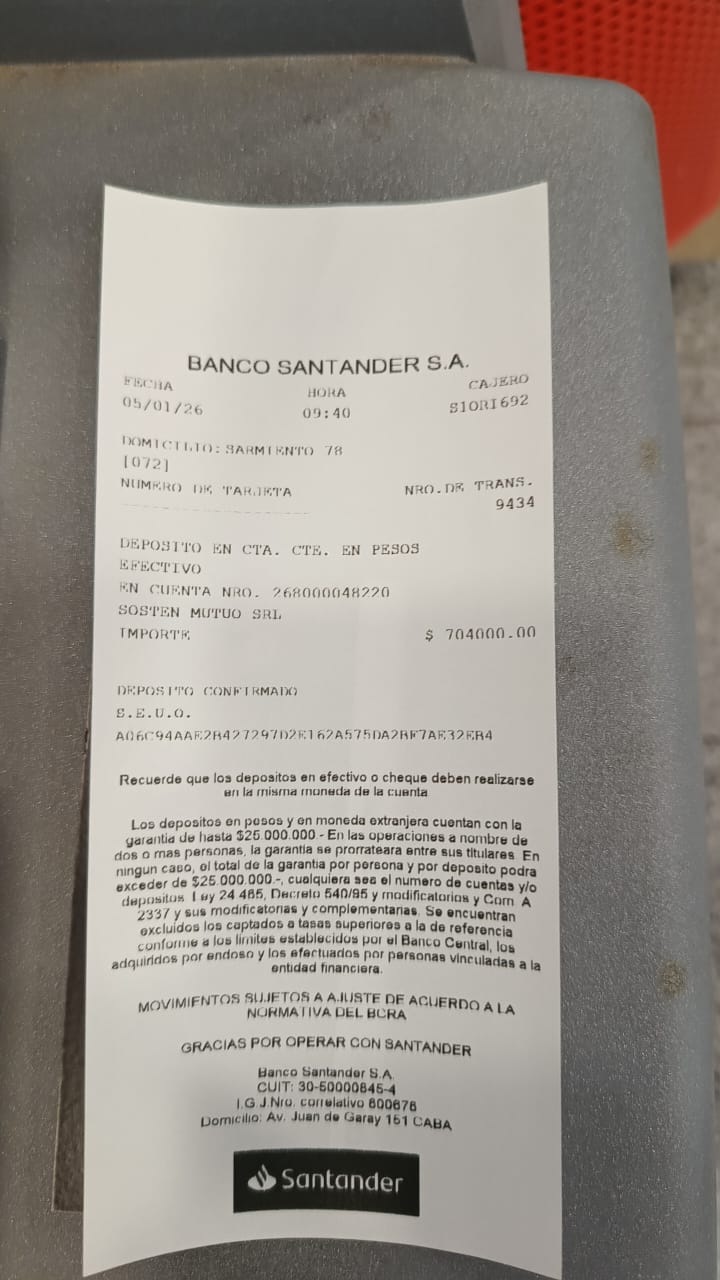 BANCO SANTANDER S.A.
FECHA HORA CAJERO
05/01/26 09:40 S1ORI692
DOMICILIO: SARMIENTO 78
[072]
NUMERO DE TARJETA NRO. DE TRANS.
9434
DEPOSITO EN CTA. CTE. EN PESOS
EFECTIVO
EN CUENTA NRO. 268000048220
SOSTEN MUTUO SRL
IMPORTE $ 704000.00
DEPOSITO CONFIRMADO
S.E.U.O.
A06C94AAE2B427297D2E162A575DA2BF7AE32EB4
Recuerde que los depositos en efectivo o cheque deben realizarse
en la misma moneda de la cuenta
Los depositos en pesos y en moneda extranjera cuentan con la
garantia de hasta $25.000.000.- En las operaciones a nombre de
dos o mas personas, la garantia se prorrateara entre sus titulares. En
ningun caso, el total de la garantia por persona y por deposito podra
exceder de $25.000.000.-, cualquiera sea el numero de cuentas y/o
depositos. Ley 24.485, Decreto 540/95 y modificatorios y Com. A
2337 y sus modificatorias y complementarias. Se encuentran
excluidos los captados a tasas superiores a la de referencia
conforme a los limites establecidos por el Banco Central, los
adquiridos por endoso y los efectuados por personas vinculadas a la
entidad financiera.
MOVIMIENTOS SUJETOS A AJUSTE DE ACUERDO A LA
NORMATIVA DEL BCRA
GRACIAS POR OPERAR CON SANTANDER
Banco Santander S.A.
CUIT: 30-50000845-4
I.G.J.Nro. correlativo 800678
Domicilio: Av. Juan de Garay 151 CABA
Santander